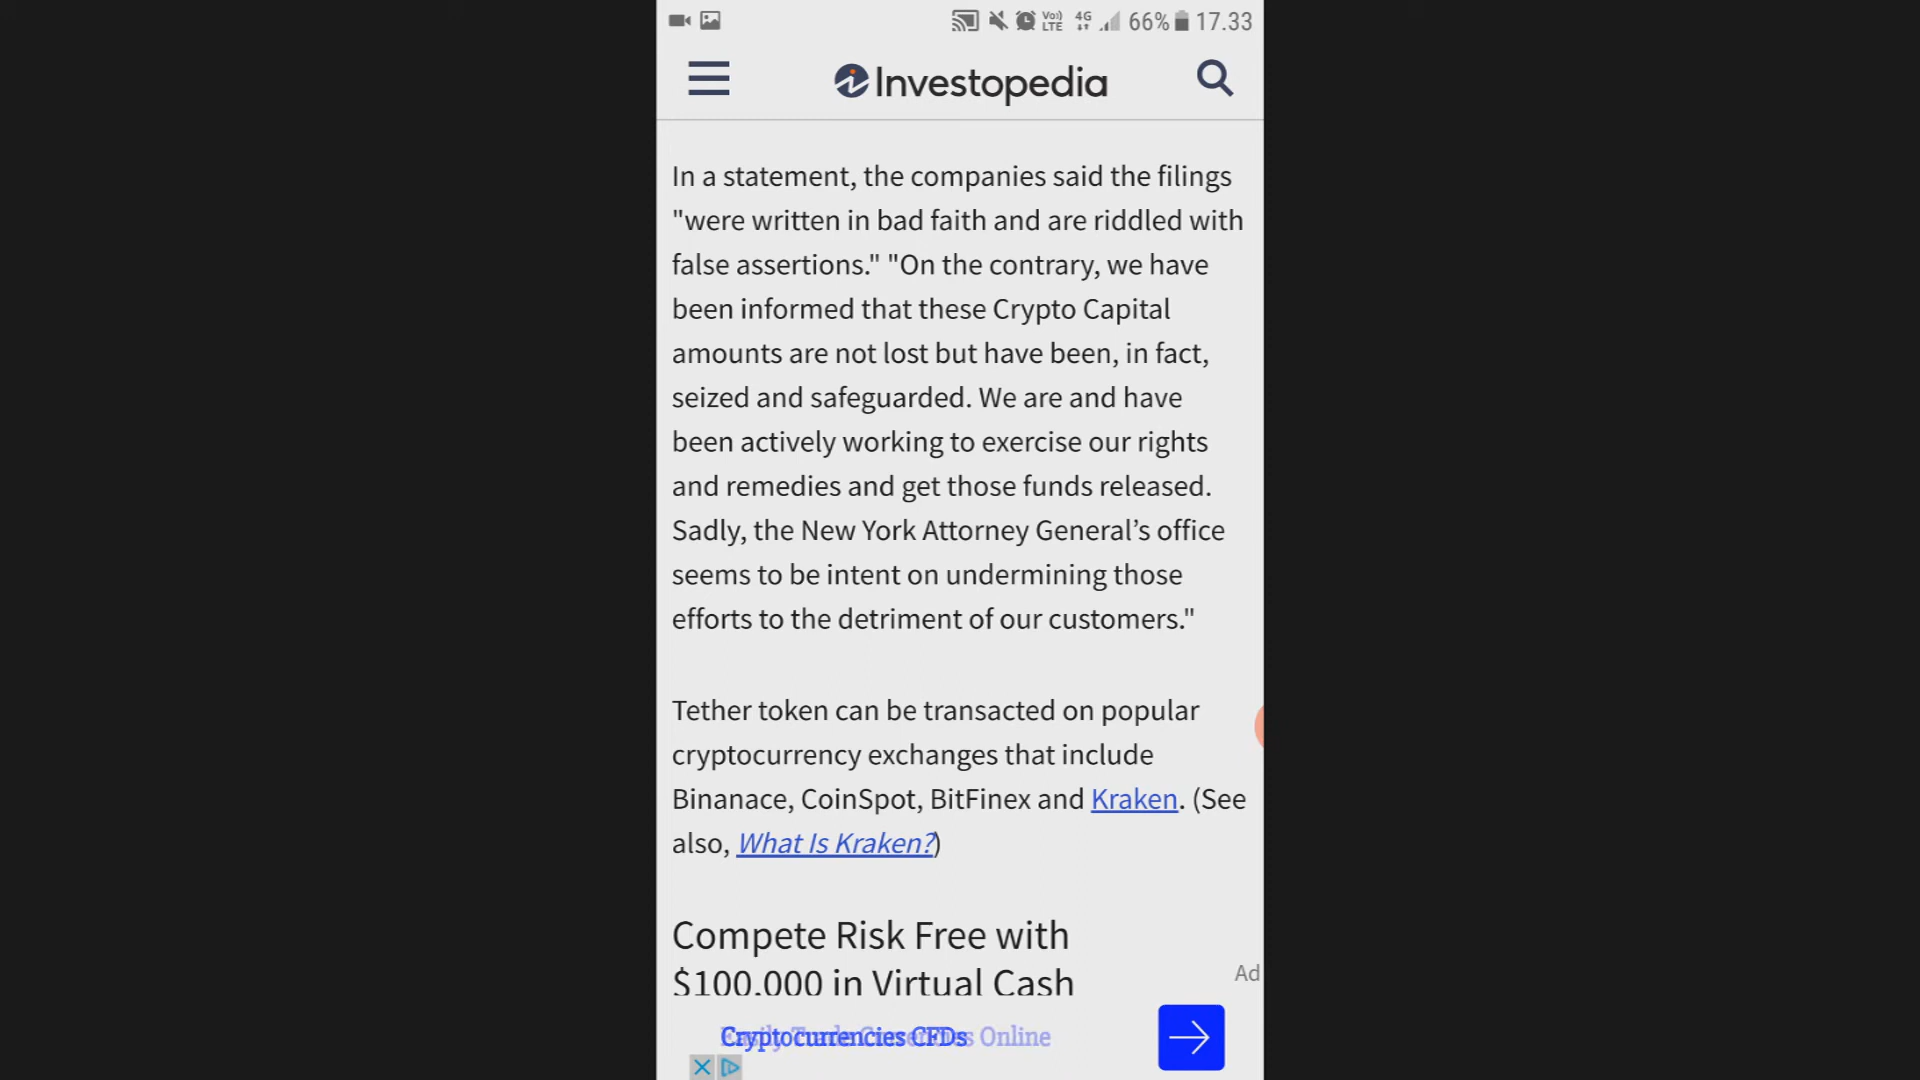 Vo)) 4G
LTE 66% 17.33
Investopedia
In a statement, the companies said the filings
"were written in bad faith and are riddled with
false assertions." "On the contrary, we have
been informed that these Crypto Capital
amounts are not lost but have been, in fact,
seized and safeguarded. We are and have
been actively working to exercise our rights
and remedies and get those funds released.
Sadly, the New York Attorney General’s office
seems to be intent on undermining those
efforts to the detriment of our customers."
Tether token can be transacted on popular
cryptocurrency exchanges that include
Binanace, CoinSpot, BitFinex and Kraken. (See
also, What Is Kraken?)
Compete Risk Free with
$100,000 in Virtual Cash
Ad
Cryptocurrencies CFDs
Online